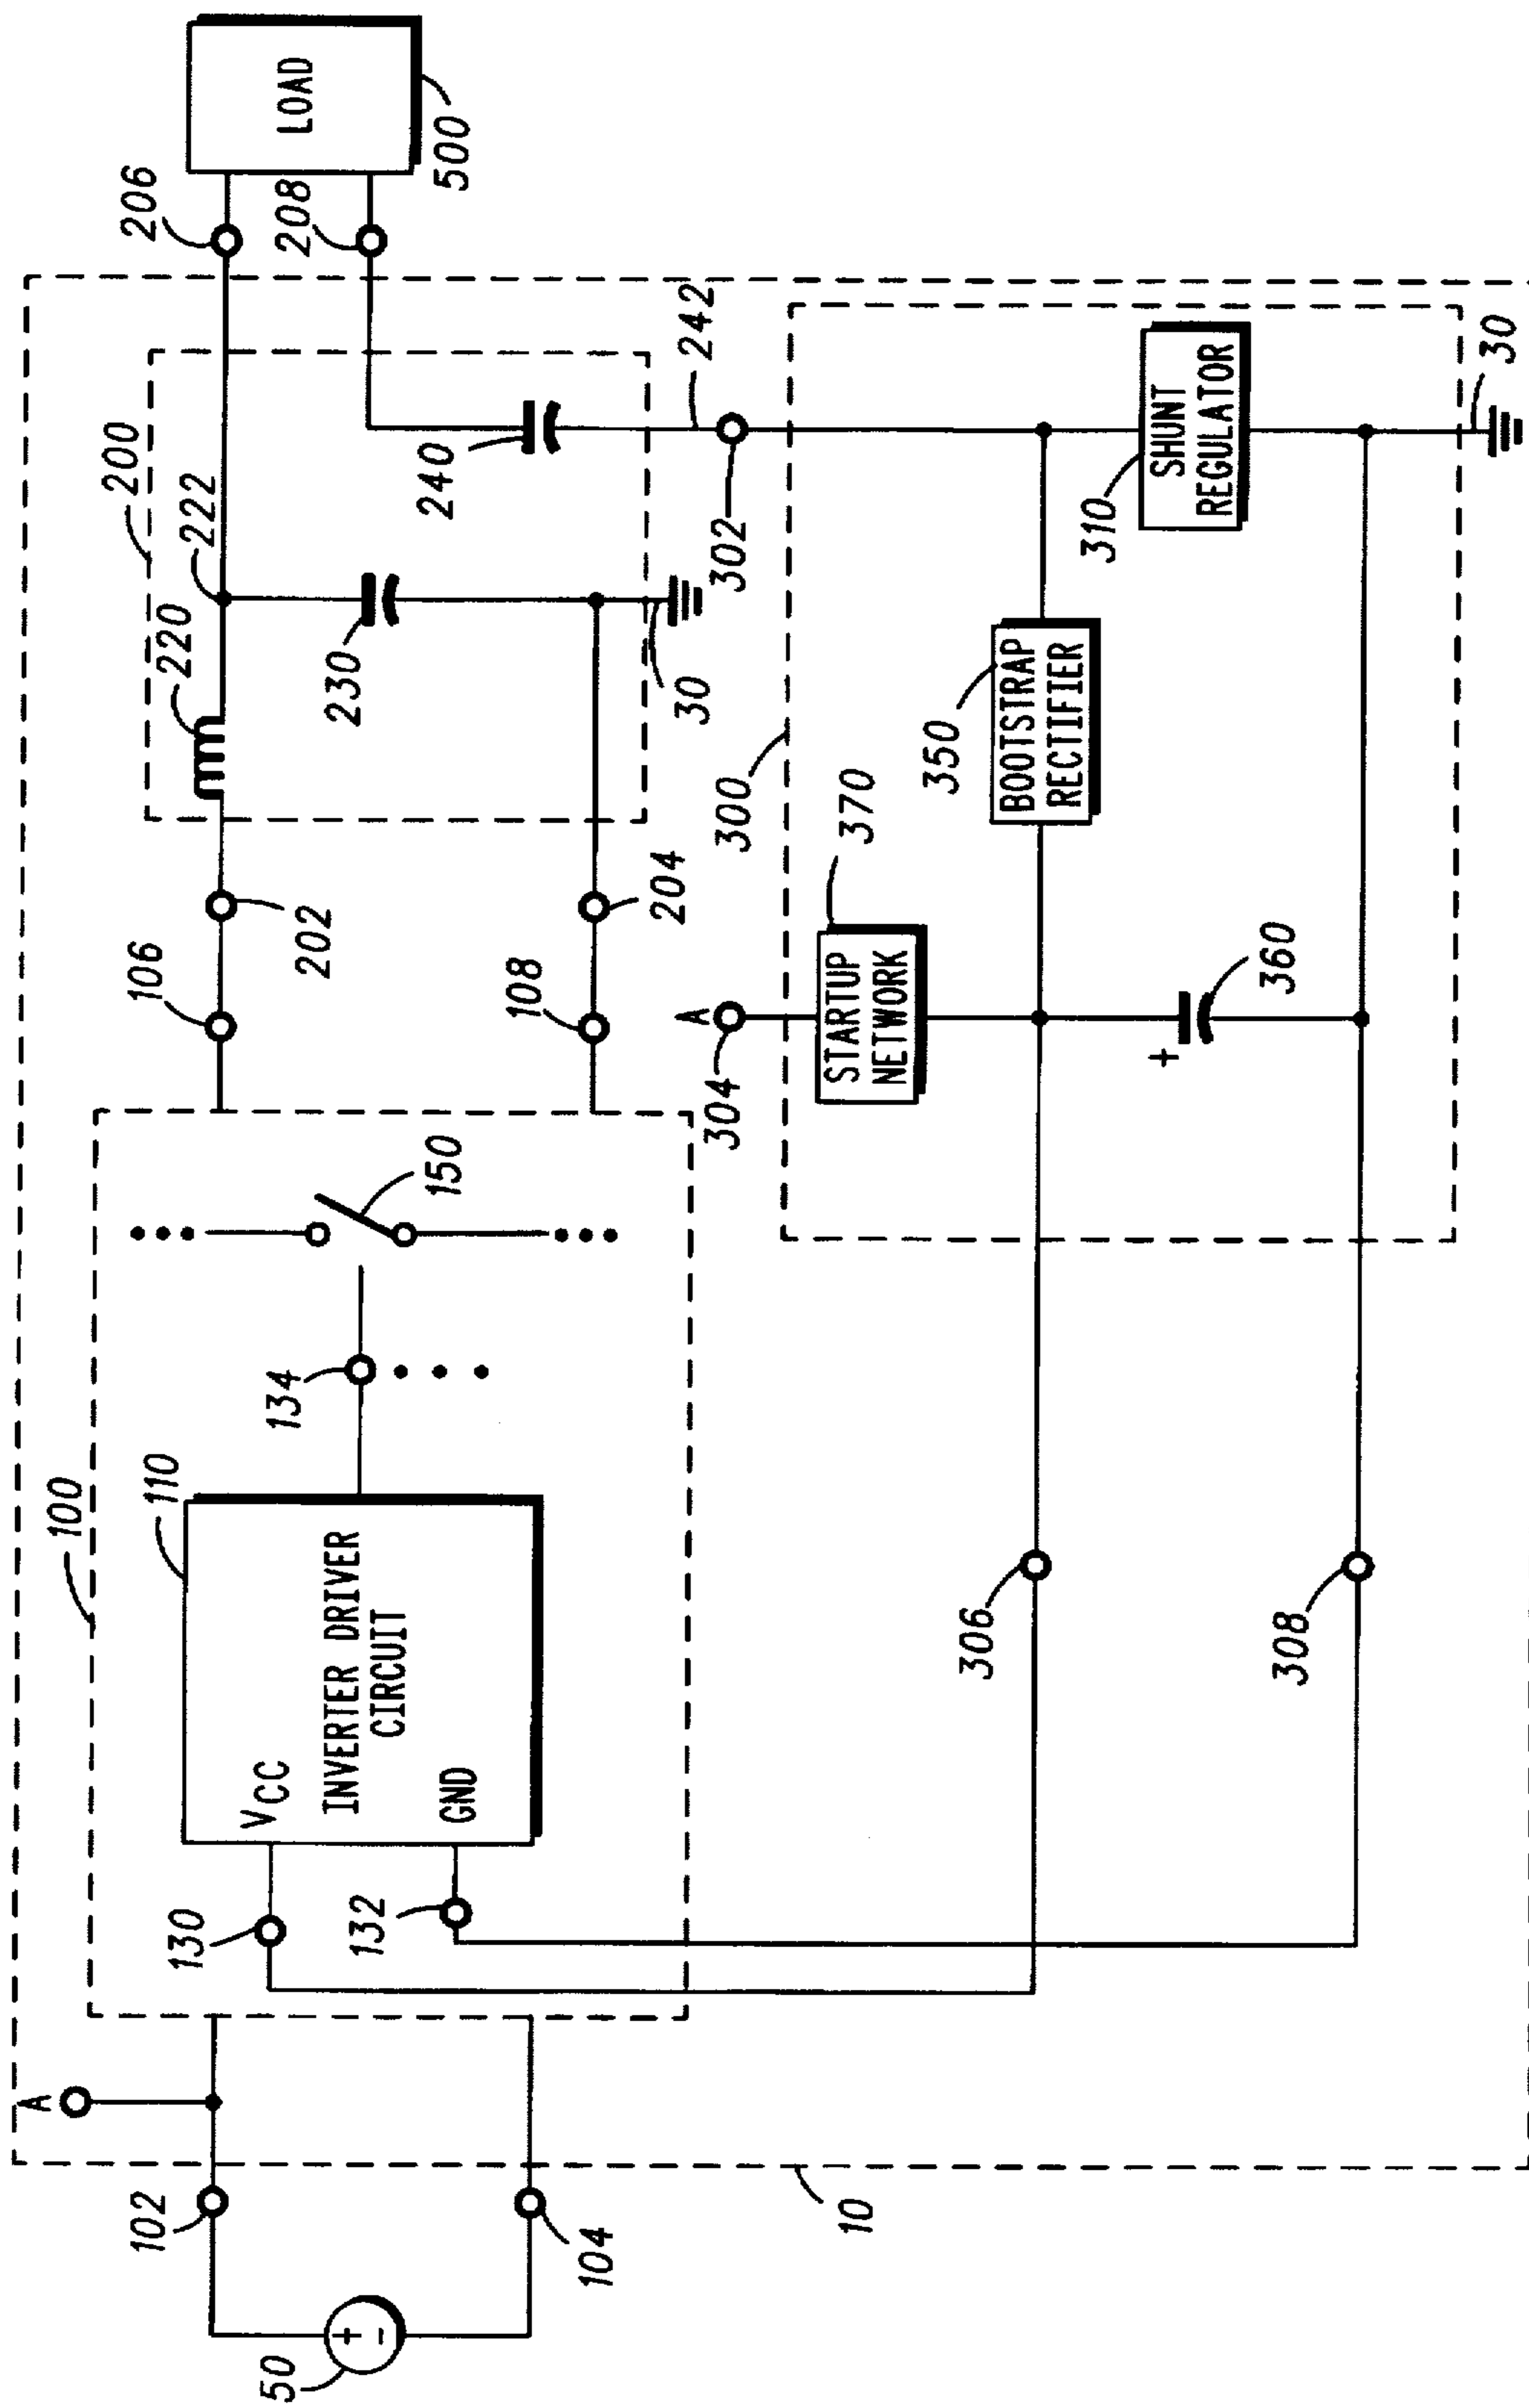 A
100
110
134
150
106
202
220
200
222
206
LOAD
500
208
102
130
VCC
INVERTER DRIVER
CIRCUIT
GND
132
108
204
230
30
240
242
302
50
104
10
304
A
STARTUP
NETWORK
370
300
BOOTSTRAP
RECTIFIER
350
310
SHUNT
REGULATOR
306
308
+
360
30
+
-